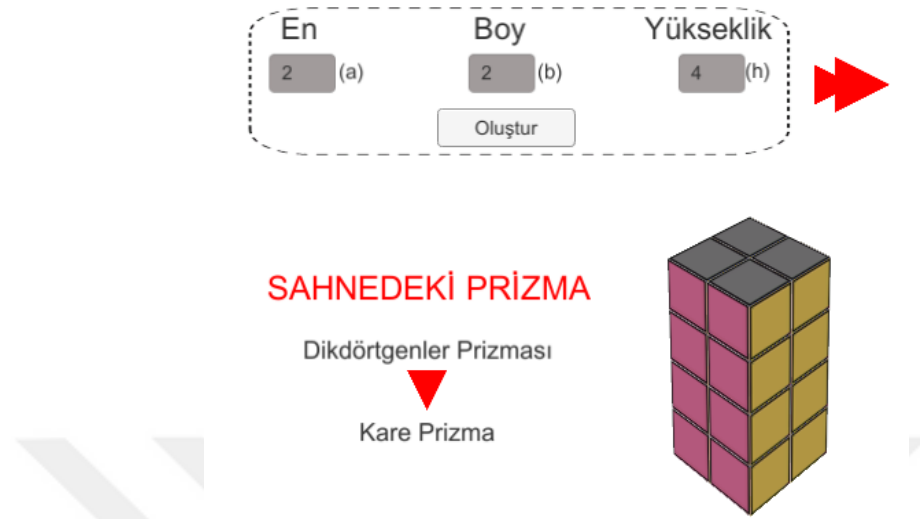 En Boy Yükseklik
2 (a) 2 (b) 4 (h)
Oluştur
SAHNEDEKİ PRİZMA
Dikdörtgenler Prizması
Kare Prizma